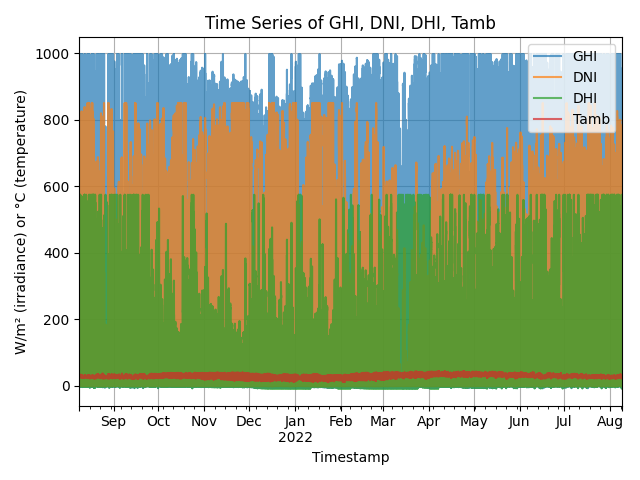 Time Series of GHI, DNI, DHI, Tamb
W/m² (irradiance) or °C (temperature)
1000
800
600
400
200
0
GHI
DNI
DHI
Tamb
Sep Oct Nov Dec Jan Feb Mar Apr May Jun Jul Aug
2022
Timestamp